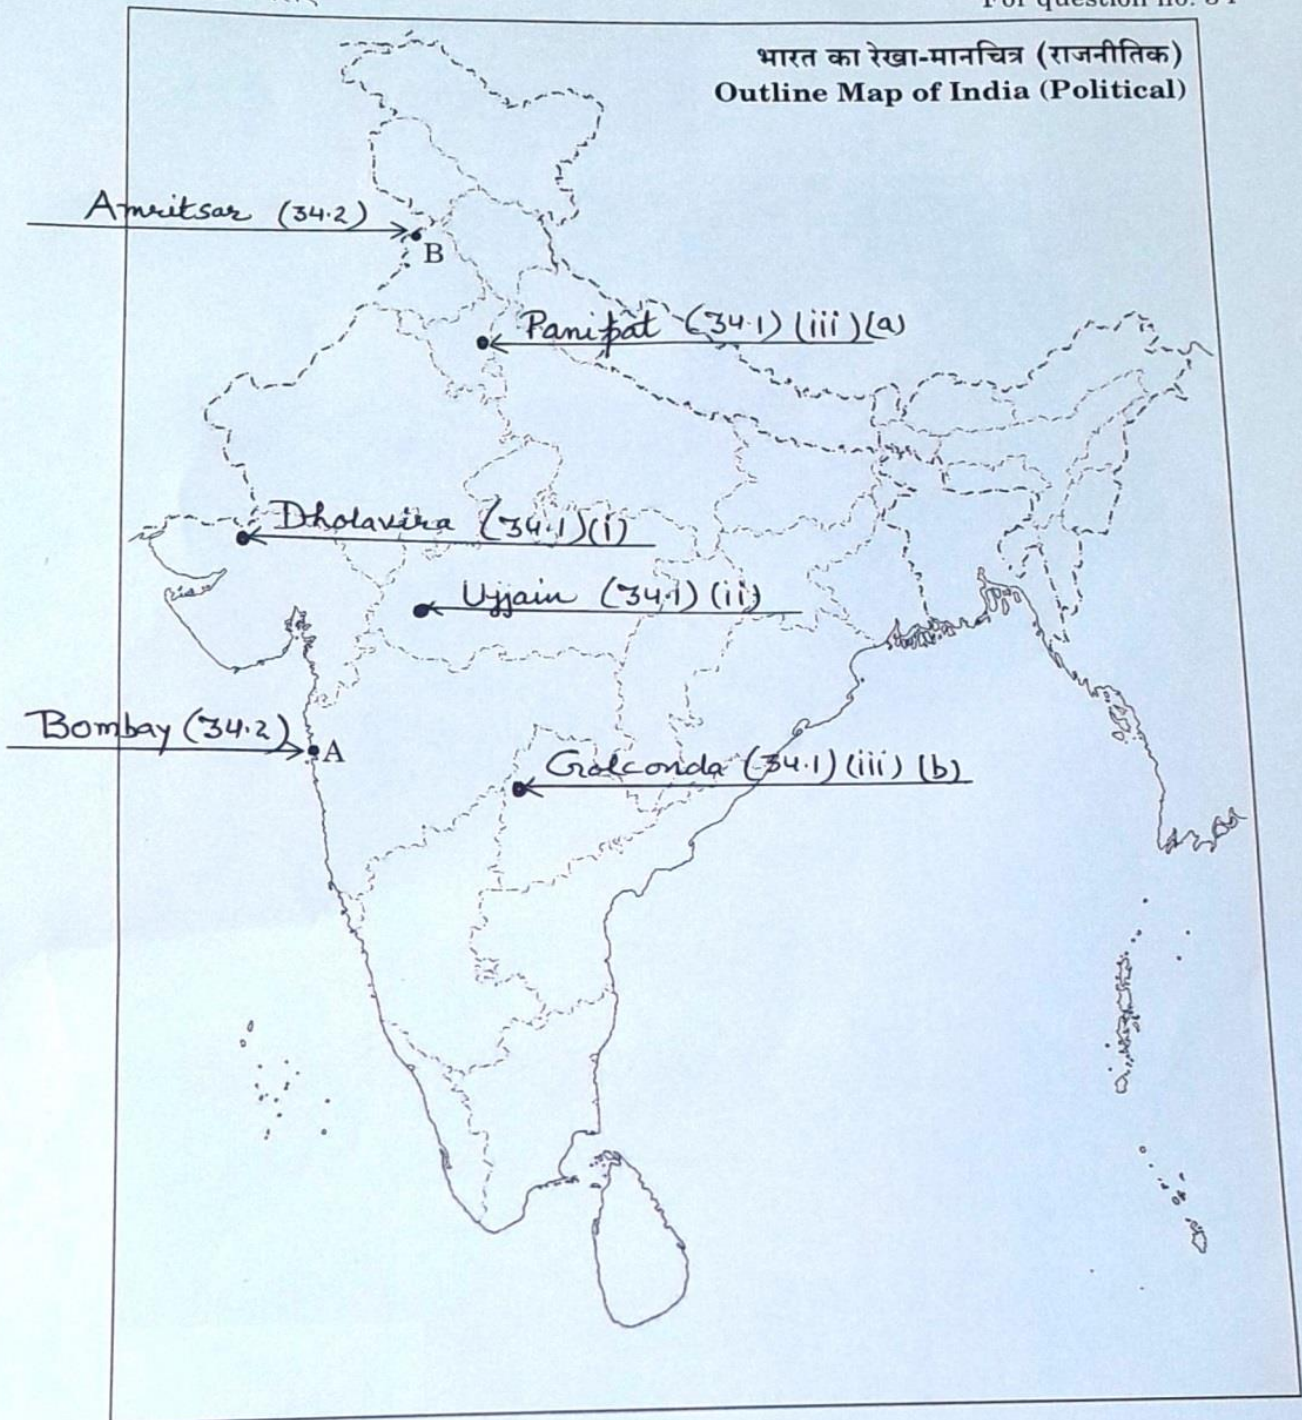 For question no. 34
भारत का रेखा-मानचित्र (राजनीतिक)
Outline Map of India (Political)
Amritsar (34.2)
B
Panipat (34.1) (iii) (a)
Dholavira (34.1) (i)
Ujjain (34.1) (ii)
Bombay (34.2)
A
Golconda (34.1) (iii) (b)